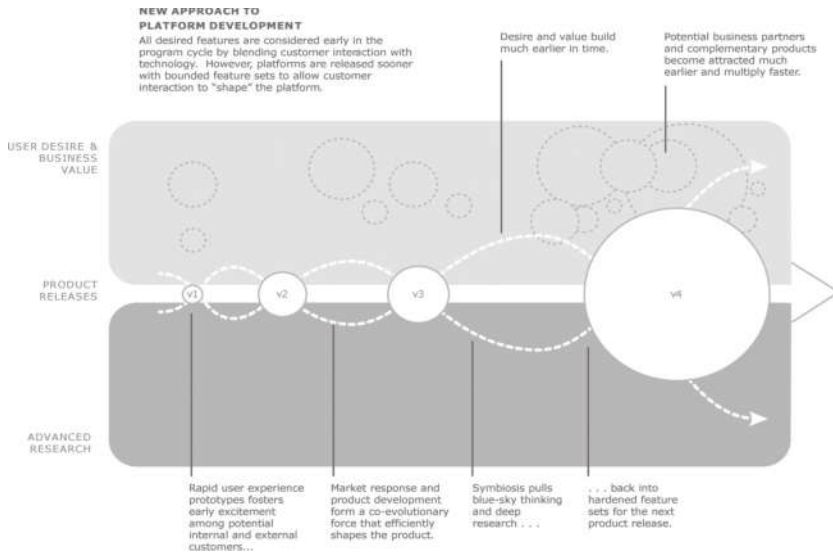 NEW APPROACH TO
PLATFORM DEVELOPMENT
All desired features are considered early in the
program cycle by blending customer interaction with
technology.  However, platforms are released sooner
with bounded feature sets to allow customer
interaction to “shape” the platform.
Desire and value build
much earlier in time.
Potential business partners
and complementary products
become attracted much
earlier and multiply faster.
USER DESIRE &
BUSINESS
VALUE
PRODUCT
RELEASES
v1
v2
v3
v4
ADVANCED
RESEARCH
Rapid user experience
prototypes fosters
early excitement
among potential
internal and external
customers...
Market response and
product development
form a co-evolutionary
force that efficiently
shapes the product.
Symbiosis pulls
blue-sky thinking
and deep
research . . .
. . . back into
hardened feature
sets for the next
product release.